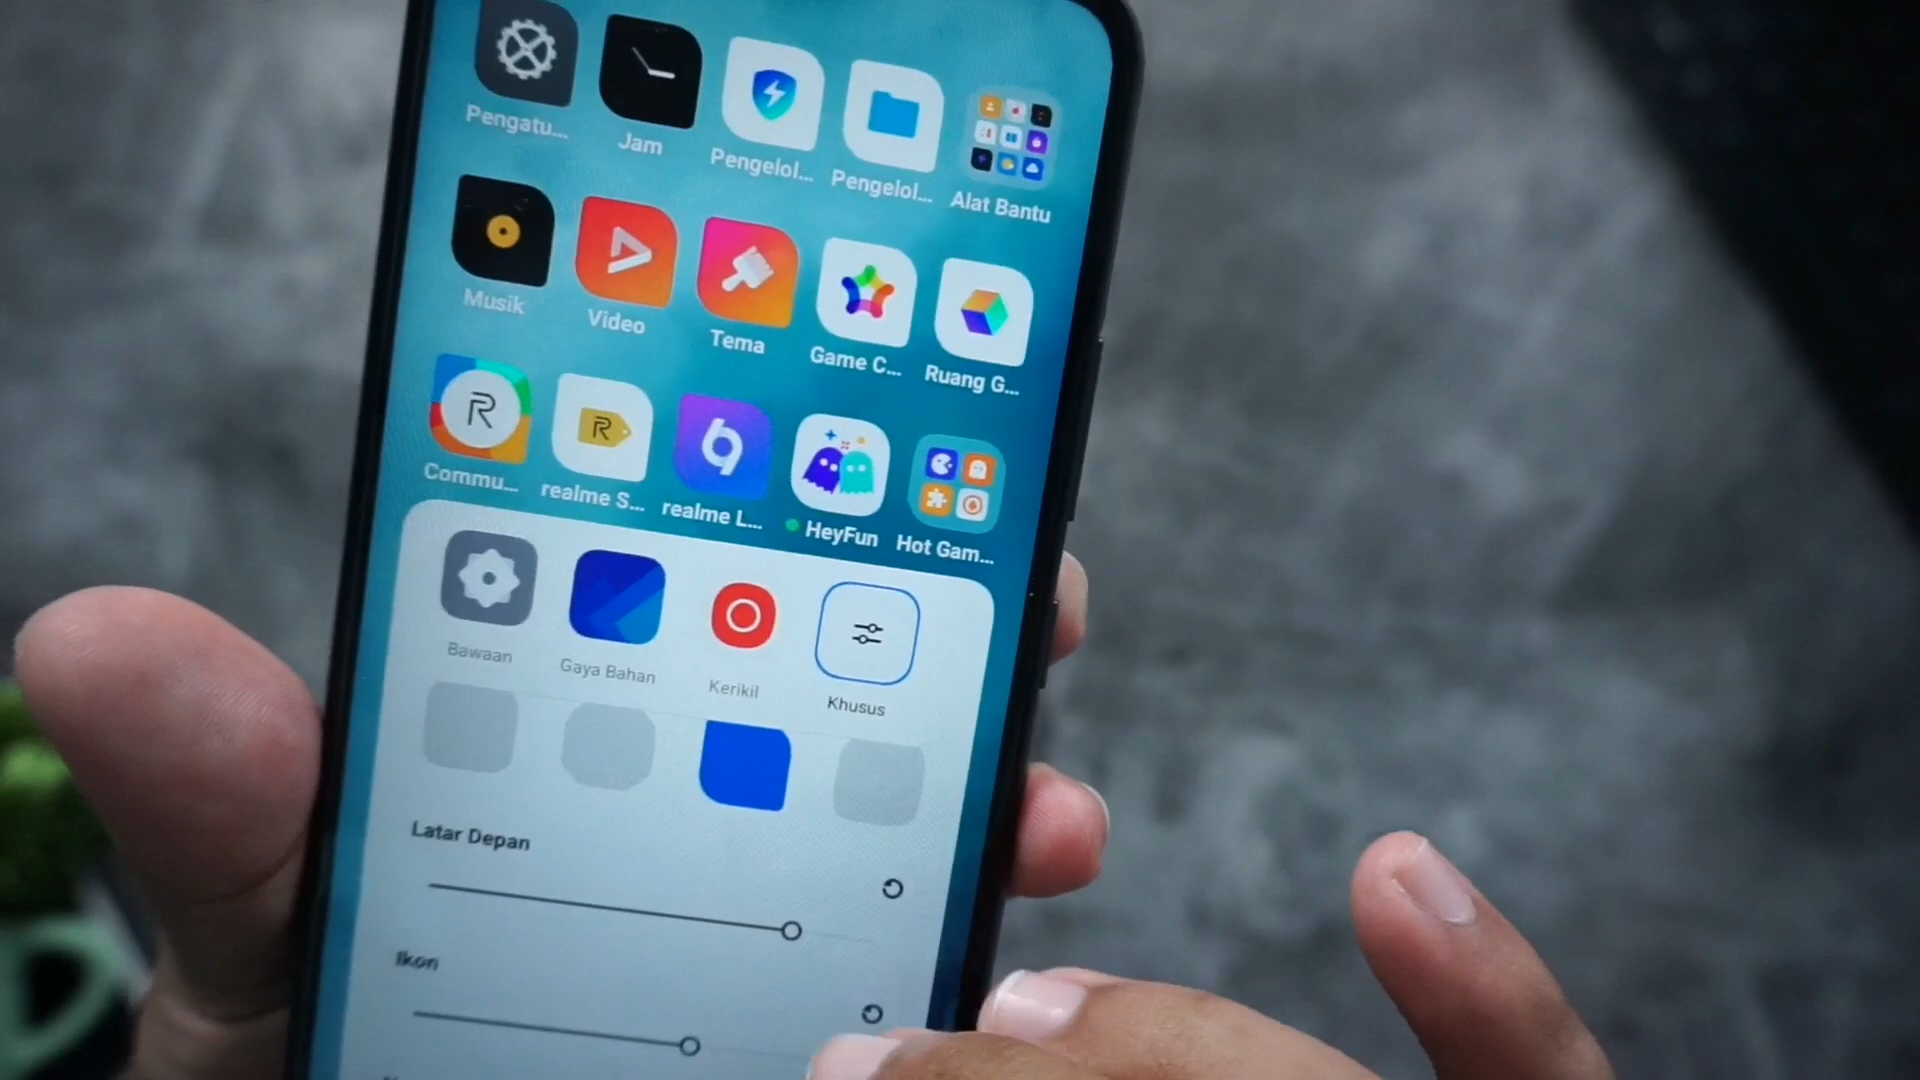 Pengatu...
Jam
Pengelol...
Pengelol...
Alat Bantu
Musik
Video
Tema
Game C...
Ruang G...
Commu...
realme S...
realme L...
HeyFun
Hot Gam...
Bawaan
Gaya Bahan
Kerikil
Khusus
Latar Depan
Ikon